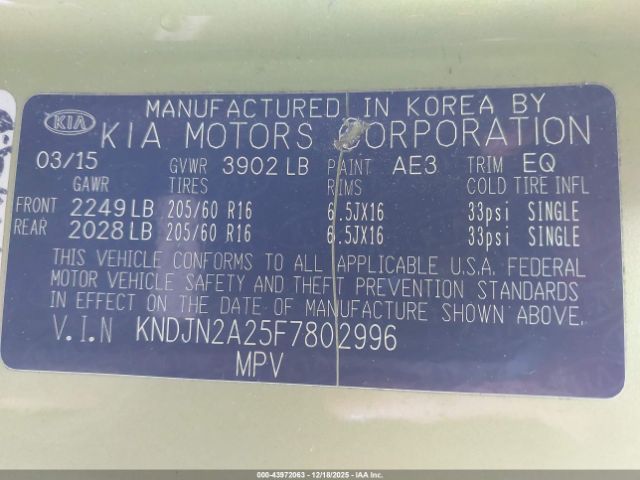 MANUFACTURED IN KOREA BY
KIA KIA MOTORS CORPORATION
03/15 GVWR 3902 LB PAINT AE3 TRIM EQ
GAWR TIRES RIMS COLD TIRE INFL
FRONT 2249 LB 205/60 R16 6.5JX16 33psi SINGLE
REAR 2028 LB 205/60 R16 6.5JX16 33psi SINGLE
THIS VEHICLE CONFORMS TO ALL APPLICABLE U.S.A. FEDERAL
MOTOR VEHICLE SAFETY AND THEFT PREVENTION STANDARDS
IN EFFECT ON THE DATE OF MANUFACTURE SHOWN ABOVE.
V.I.N KNDJN2A25F7802996
MPV
000-43972063 - 12/18/2025 - IAAI Inc.